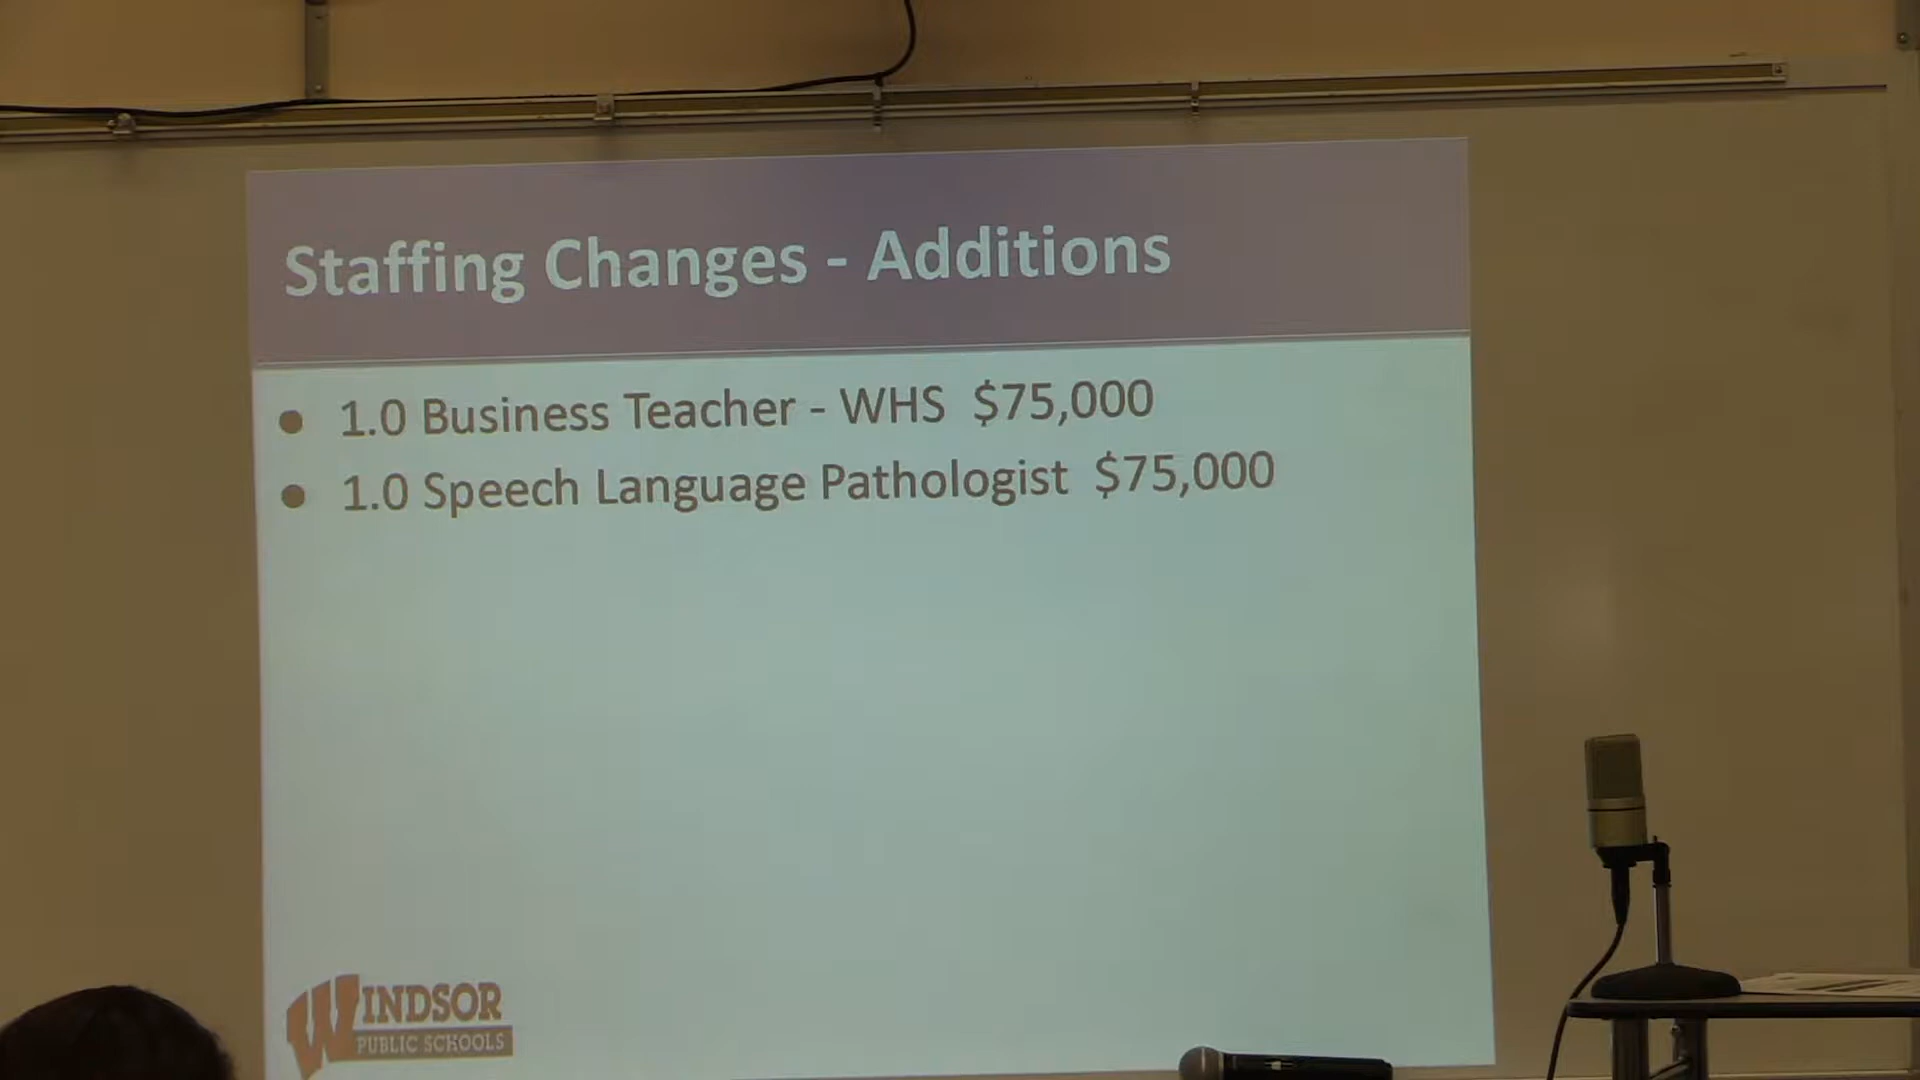 Staffing Changes - Additions
● 1.0 Business Teacher - WHS $75,000
● 1.0 Speech Language Pathologist $75,000
WINDSOR
PUBLIC SCHOOLS